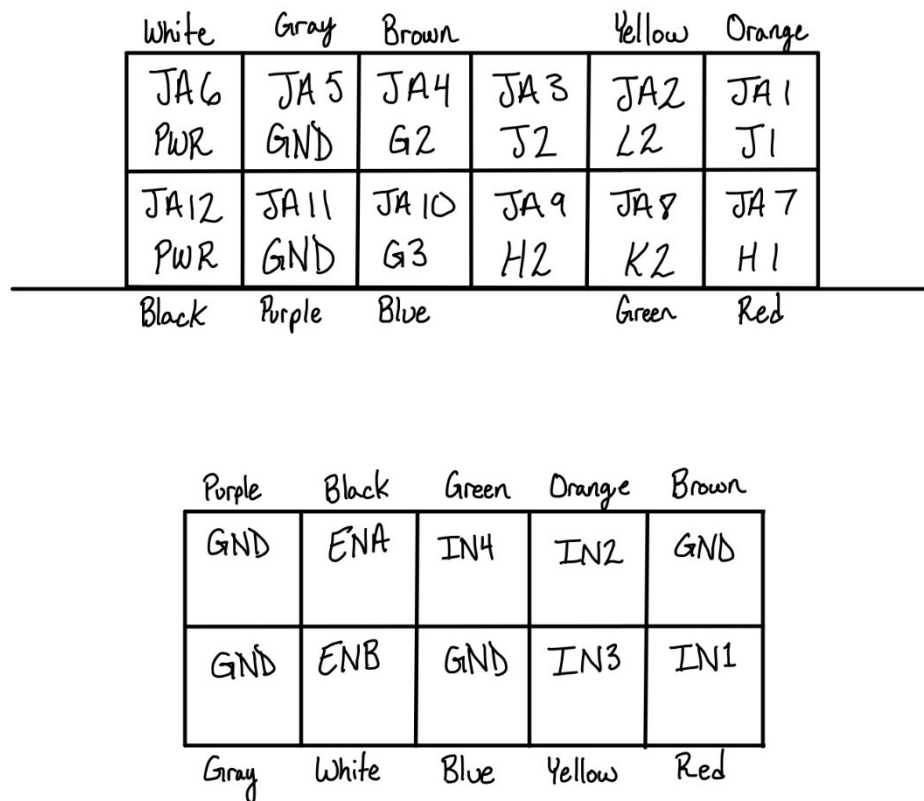 White Gray Brown Yellow Orange
JA6 JA5 JA4 JA3 JA2 JA1
PWR GND G2 J2 L2 J1
JA12 JA11 JA10 JA9 JA8 JA7
PWR GND G3 H2 K2 H1
Black Purple Blue Green Red
Purple Black Green Orange Brown
GND ENA IN4 IN2 GND
GND ENB GND IN3 IN1
Gray White Blue Yellow Red